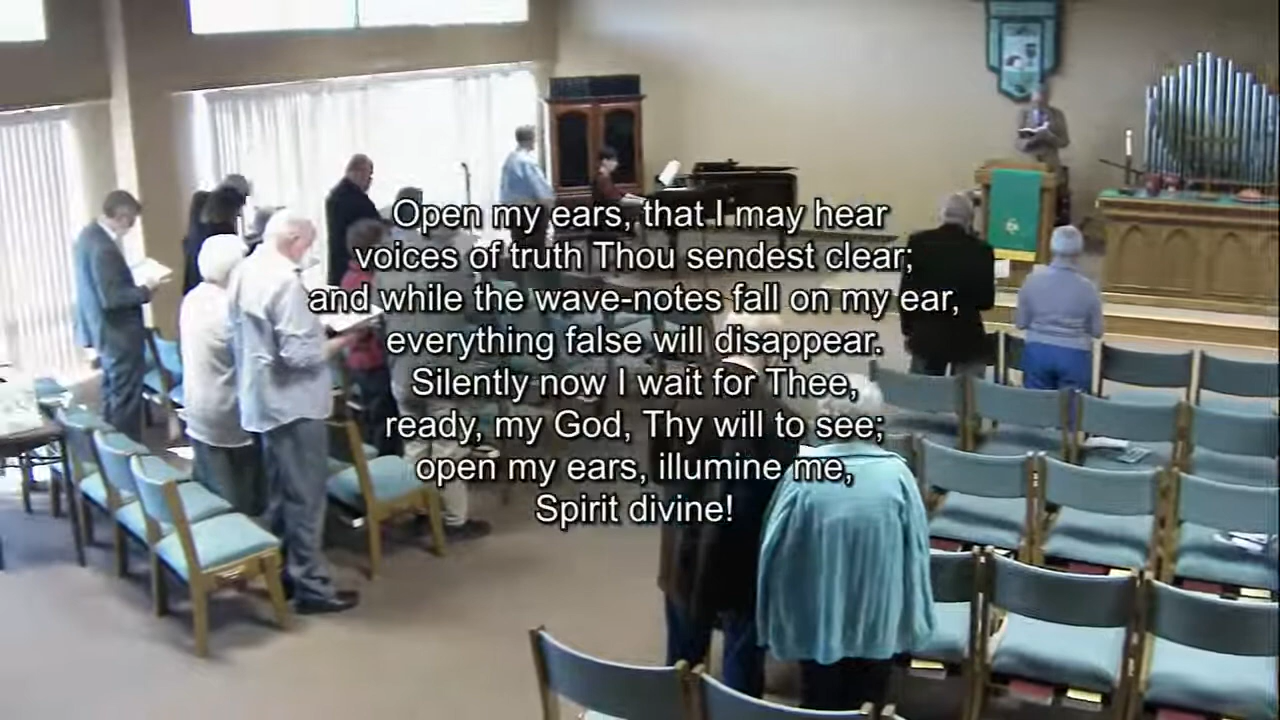 Open my ears, that I may hear
voices of truth Thou sendest clear;
and while the wave-notes fall on my ear,
everything false will disappear.
Silently now I wait for Thee,
ready, my God, Thy will to see;
open my ears, illumine me,
Spirit divine!